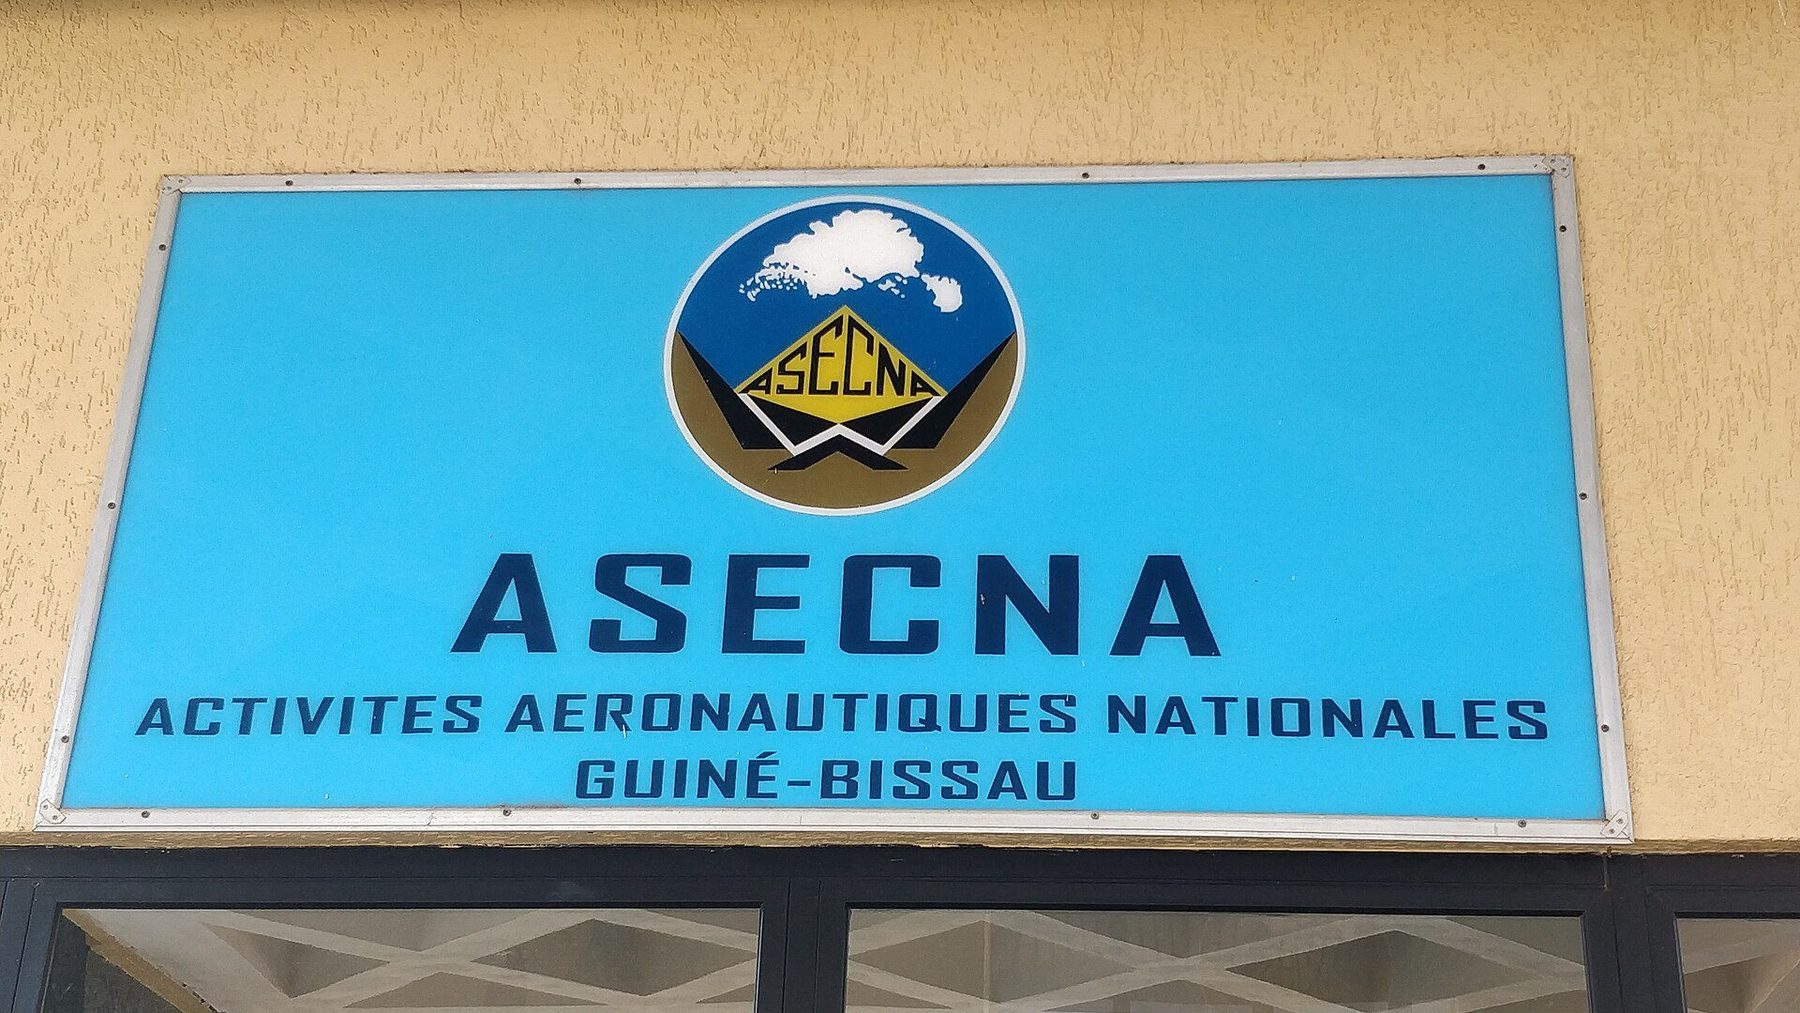 ASECNA
ASECNA
ACTIVITES AERONAUTIQUES NATIONALES
GUINÉ-BISSAU